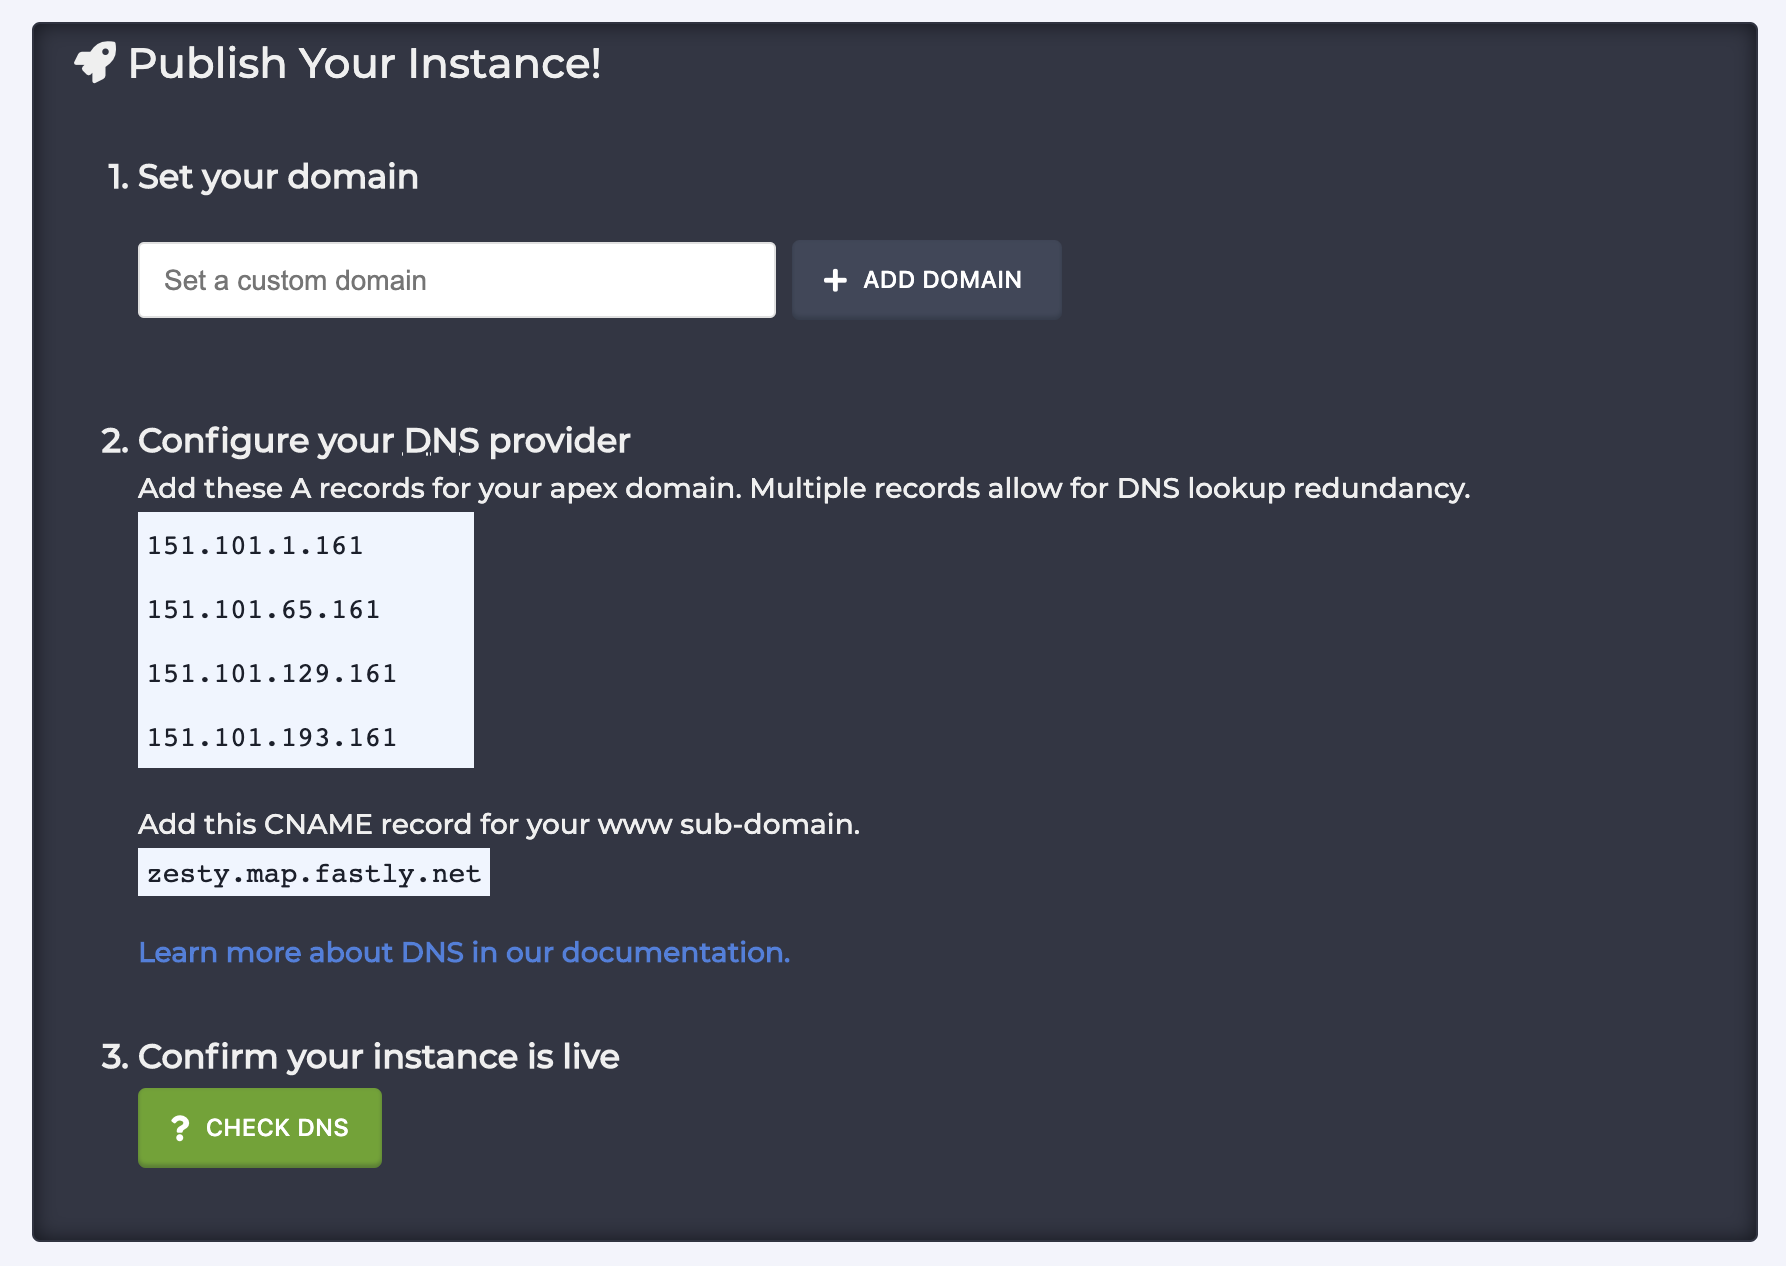 Publish Your Instance!
1. Set your domain
Set a custom domain
ADD DOMAIN
2. Configure your DNS provider
Add these A records for your apex domain. Multiple records allow for DNS lookup redundancy.
151.101.1.161
151.101.65.161
151.101.129.161
151.101.193.161
Add this CNAME record for your www sub-domain.
zesty.map.fastly.net
Learn more about DNS in our documentation.
3. Confirm your instance is live
? CHECK DNS